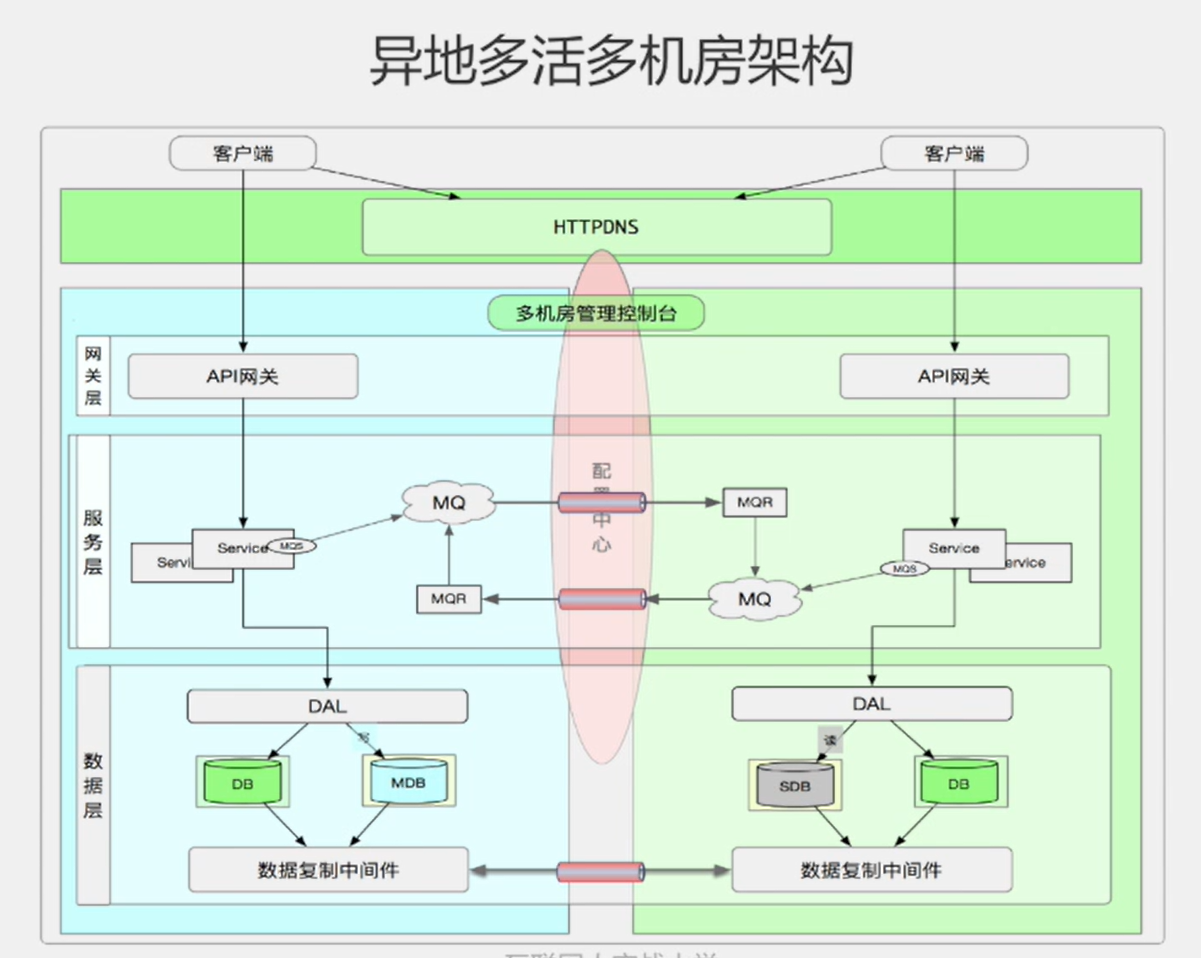 异地多活多机房架构
客户端
客户端
HTTPDNS
多机房管理控制台
网关层
API网关
API网关
配置中心
服务层
MQ
MQR
Service
MQS
Servi
Service
ervice
MQS
MQR
MQ
DAL
DAL
写
读
数据层
DB
MDB
SDB
DB
数据复制中间件
数据复制中间件